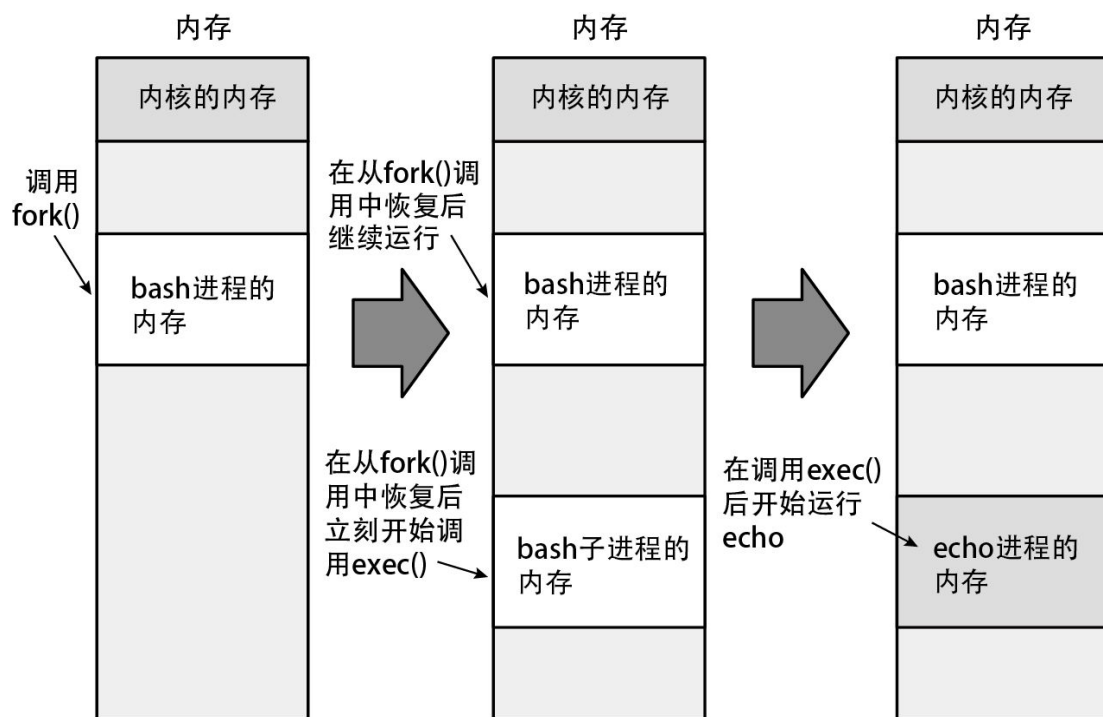 内存
内核的内存
调用
fork()
bash进程的
内存
内存
内核的内存
在从fork()调
用中恢复后
继续运行
bash进程的
内存
在从fork()调
用中恢复后
立刻开始调
用exec()
bash子进程的
内存
内存
内核的内存
bash进程的
内存
在调用exec()
后开始运行
echo
echo进程的
内存